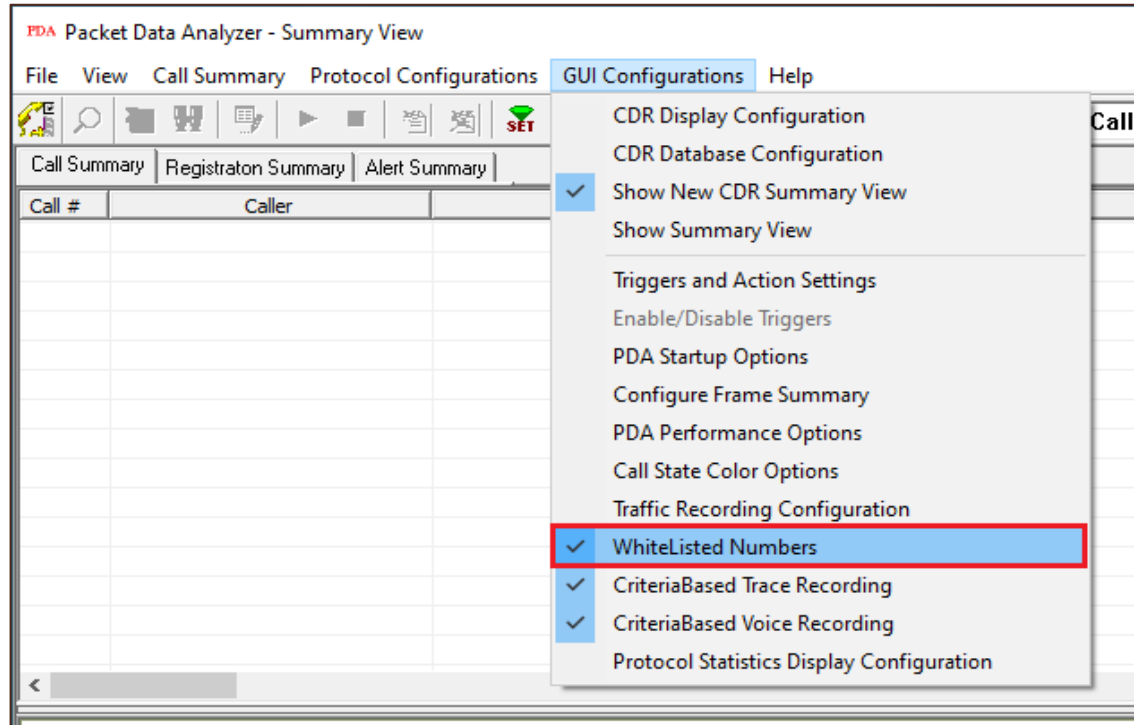 PDA Packet Data Analyzer - Summary View
File View Call Summary Protocol Configurations GUI Configurations Help
SET
Call
Call Summary Registraton Summary Alert Summary
Call # Caller
CDR Display Configuration
CDR Database Configuration
Show New CDR Summary View
Show Summary View
Triggers and Action Settings
Enable/Disable Triggers
PDA Startup Options
Configure Frame Summary
PDA Performance Options
Call State Color Options
Traffic Recording Configuration
WhiteListed Numbers
CriteriaBased Trace Recording
CriteriaBased Voice Recording
Protocol Statistics Display Configuration